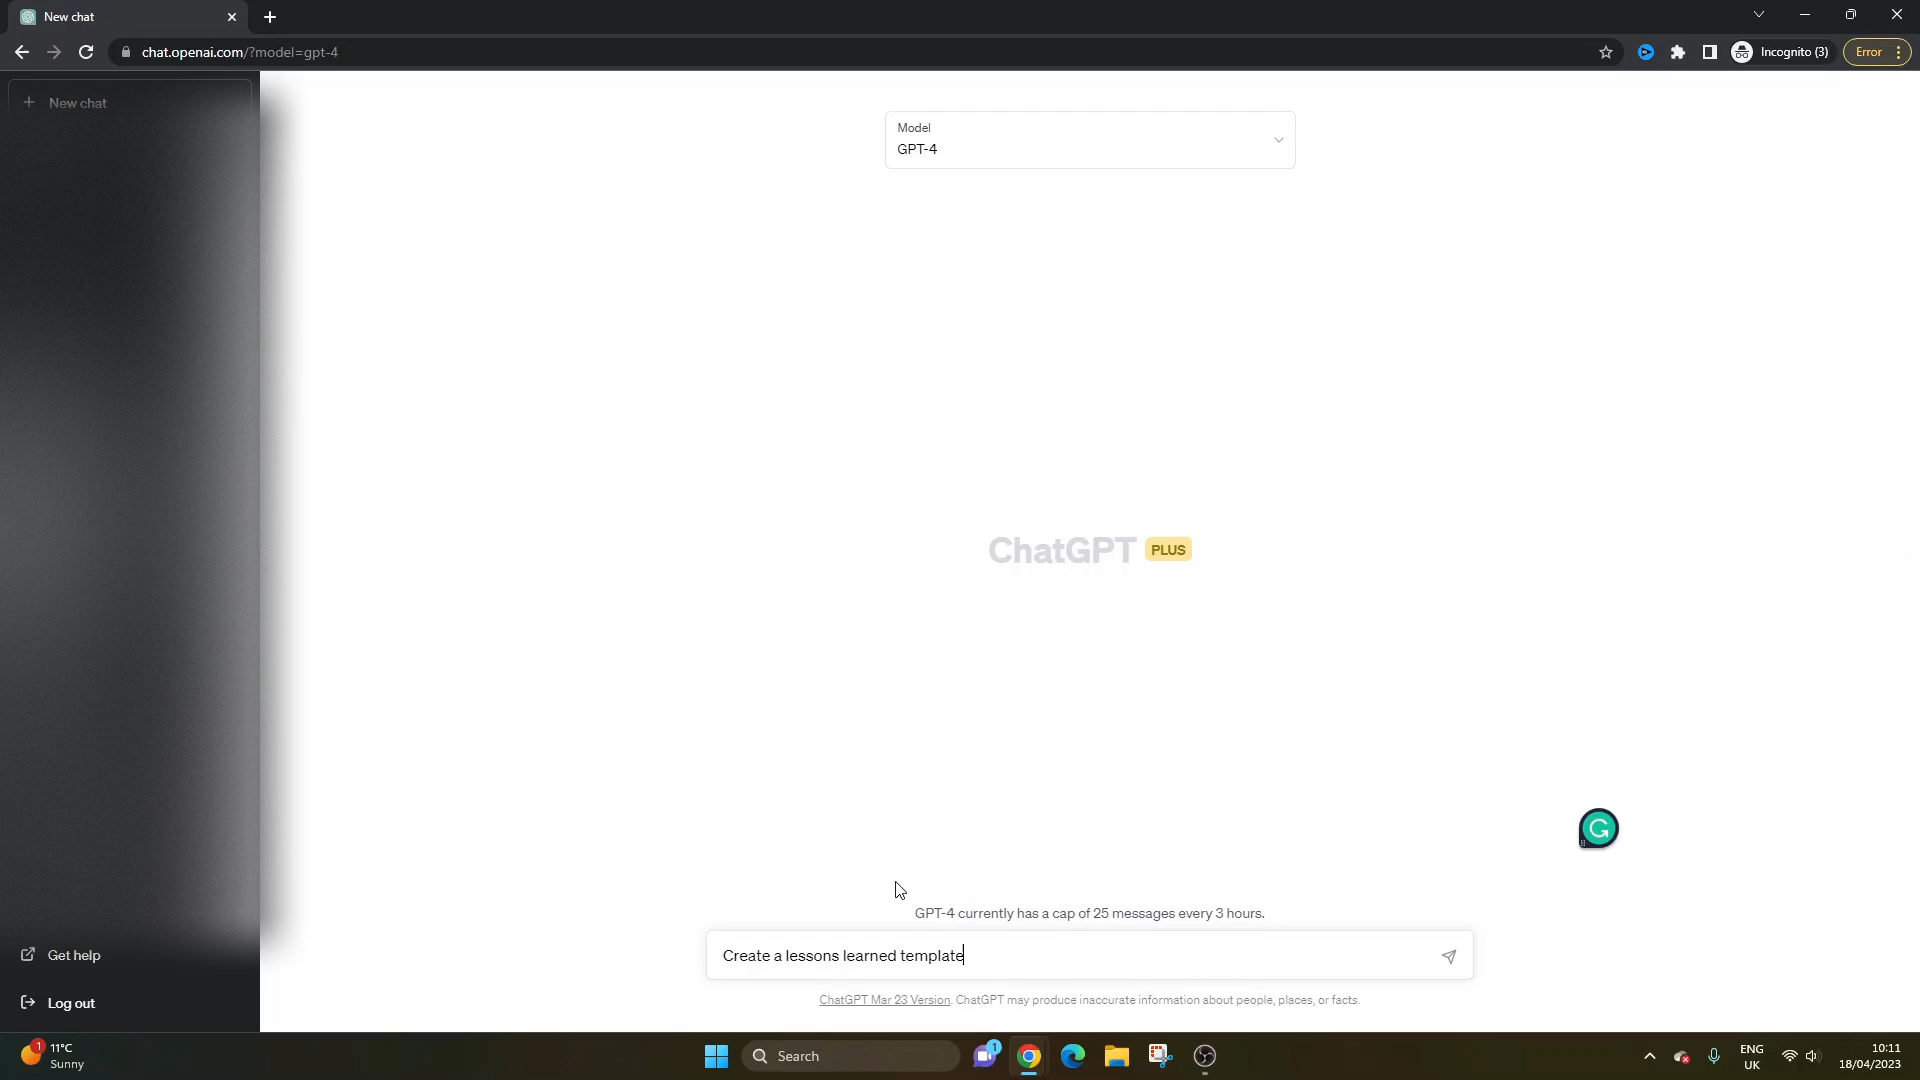 New chat
chat.openai.com/?model=gpt-4
Incognito (3)
Error
New chat
Model
GPT-4
ChatGPT PLUS
GPT-4 currently has a cap of 25 messages every 3 hours.
Create a lessons learned template
ChatGPT Mar 23 Version. ChatGPT may produce inaccurate information about people, places, or facts.
Get help
Log out
1
11°C
Sunny
Search
1
ENG
UK
10:11
18/04/2023